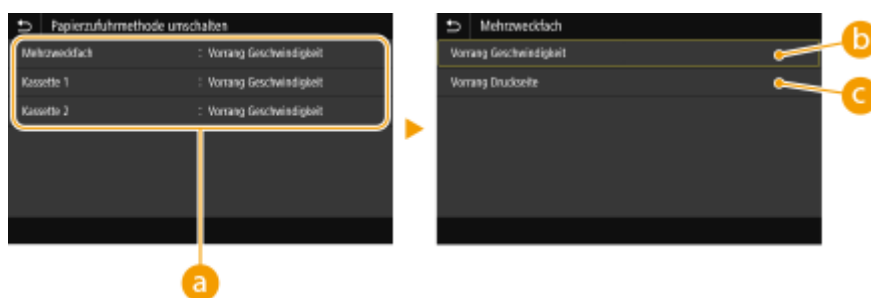 Papierzufuhrmethode umschalten
Mehrzweckfach : Vorrang Geschwindigkeit
Kassette 1 : Vorrang Geschwindigkeit
Kassette 2 : Vorrang Geschwindigkeit
a
Mehrzweckfach
Vorrang Geschwindigkeit
b
Vorrang Druckseite
c